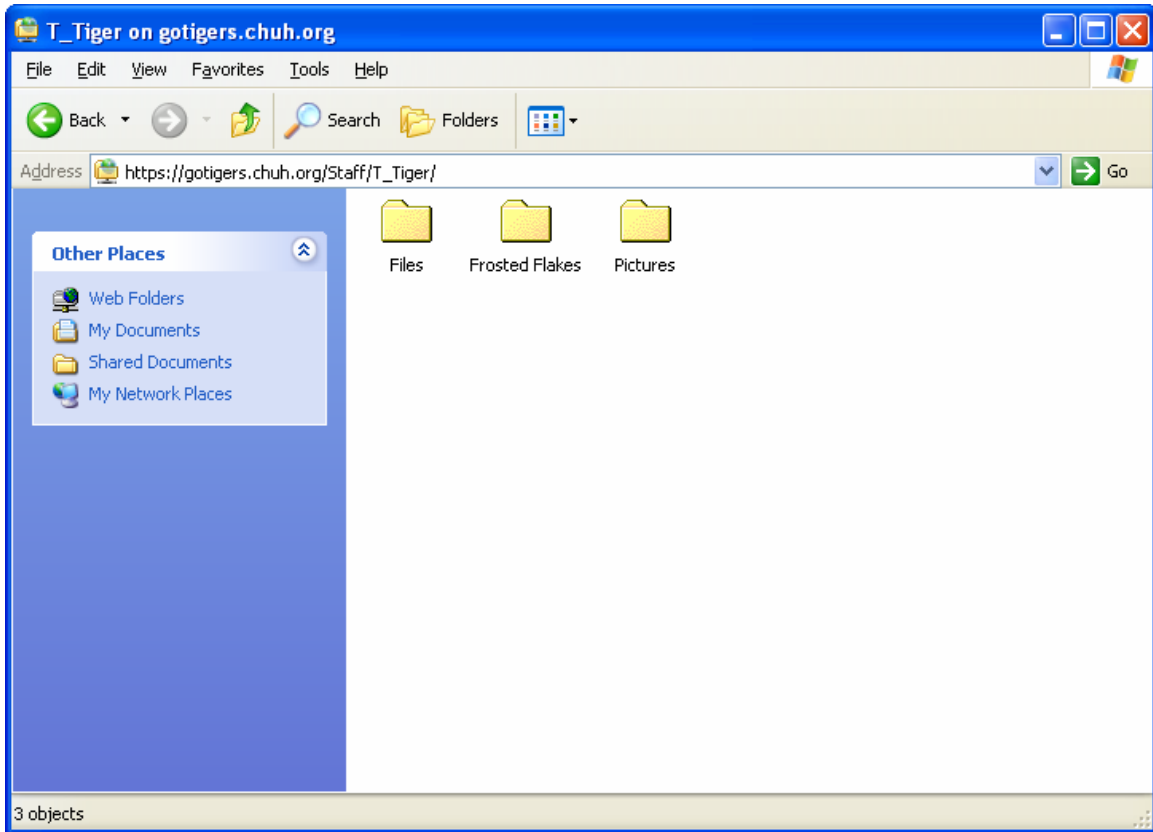 T_Tiger on gotigers.chuh.org
File Edit View Favorites Tools Help
Back Search Folders
Address https://gotigers.chuh.org/Staff/T_Tiger/ Go
Other Places
Web Folders
My Documents
Shared Documents
My Network Places
Files Frosted Flakes Pictures
3 objects